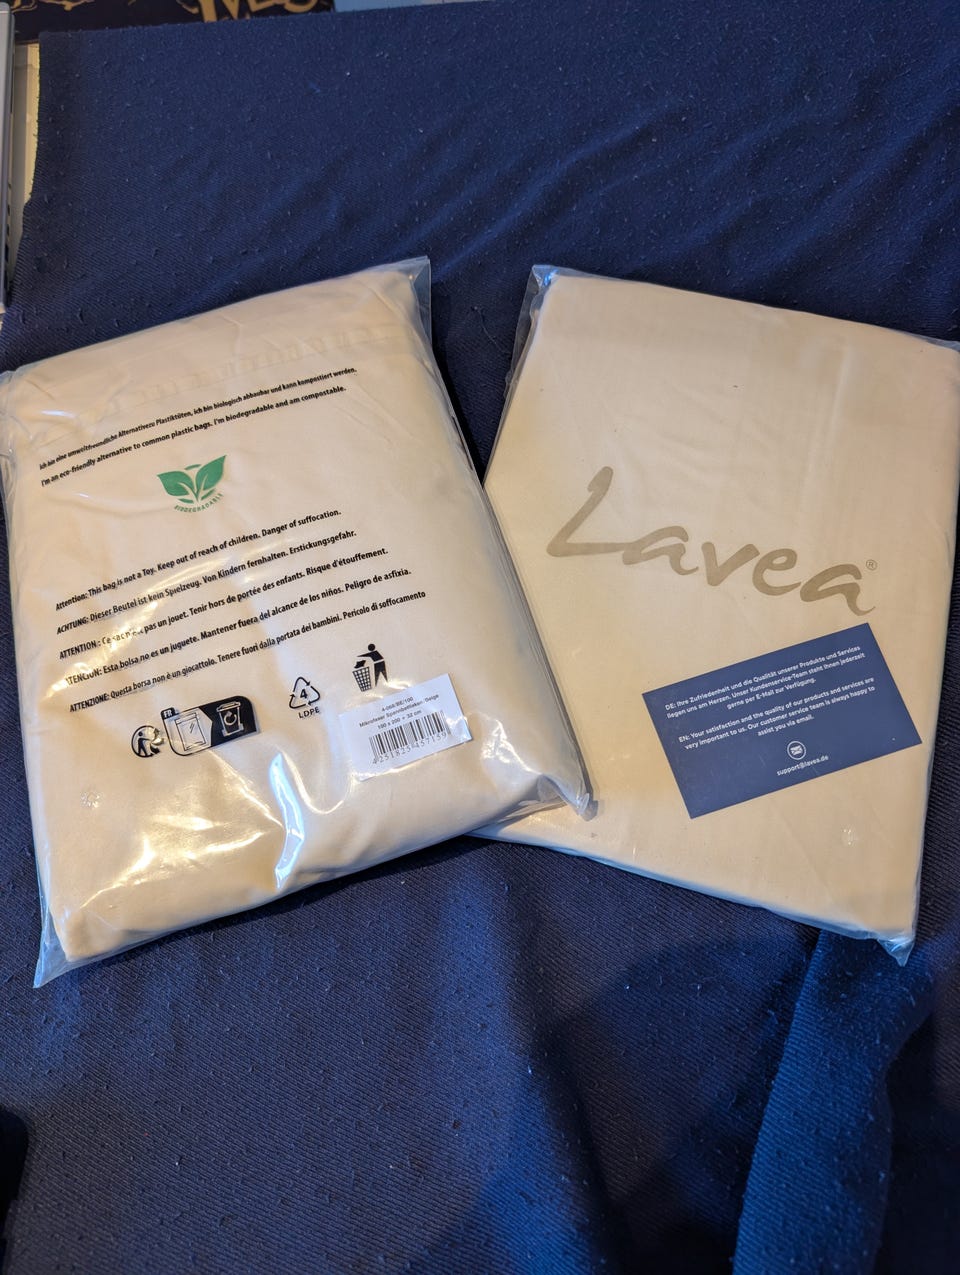 Ich bin eine umweltfreundliche Alternativezu Plastiktüten, ich bin biologisch abbaubar und kann kompostiert werden.
I'm an eco-friendly alternative to common plastic bags. I'm biodegradable and am compostable.
BIODEGRADABLE
Attention: This bag is not a Toy. Keep out of reach of children. Danger of suffocation.
ACHTUNG: Dieser Beutel ist kein Spielzeug. Von Kindern fernhalten. Erstickungsgefahr.
ATTENTION: Ce sac n'est pas un jouet. Tenir hors de portée des enfants. Risque d'étouffement.
ATENCIÓN: Esta bolsa no es un juguete. Mantener fuera del alcance de los niños. Peligro de asfixia.
ATTENZIONE: Questa borsa non è un giocattolo. Tenere fuori dalla portata dei bambini. Pericolo di soffocamento
FR
4
LDPE
180 x 200 + 32 cm
4251825457159
Lavea®
DE: Ihre Zufriedenheit und die Qualität unserer Produkte und Services
liegen uns am Herzen. Unser Kundenservice-Team steht Ihnen jederzeit
gerne per E-Mail zur Verfügung.
EN: Your satisfaction and the quality of our products and services are
very important to us. Our customer service team is always happy to
assist you via email.
support@lavea.de